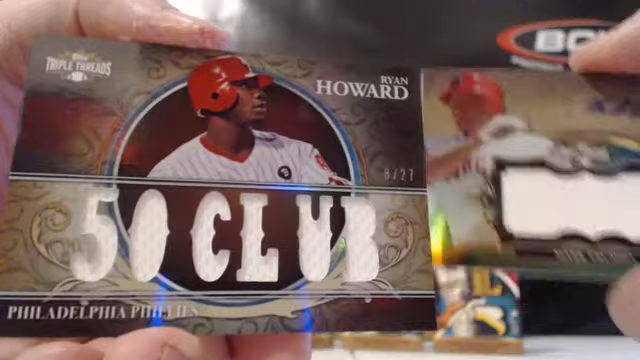 TRIPLE THREADS
RYAN
HOWARD
8/27
50 CLUB
PHILADELPHIA PHILLIES